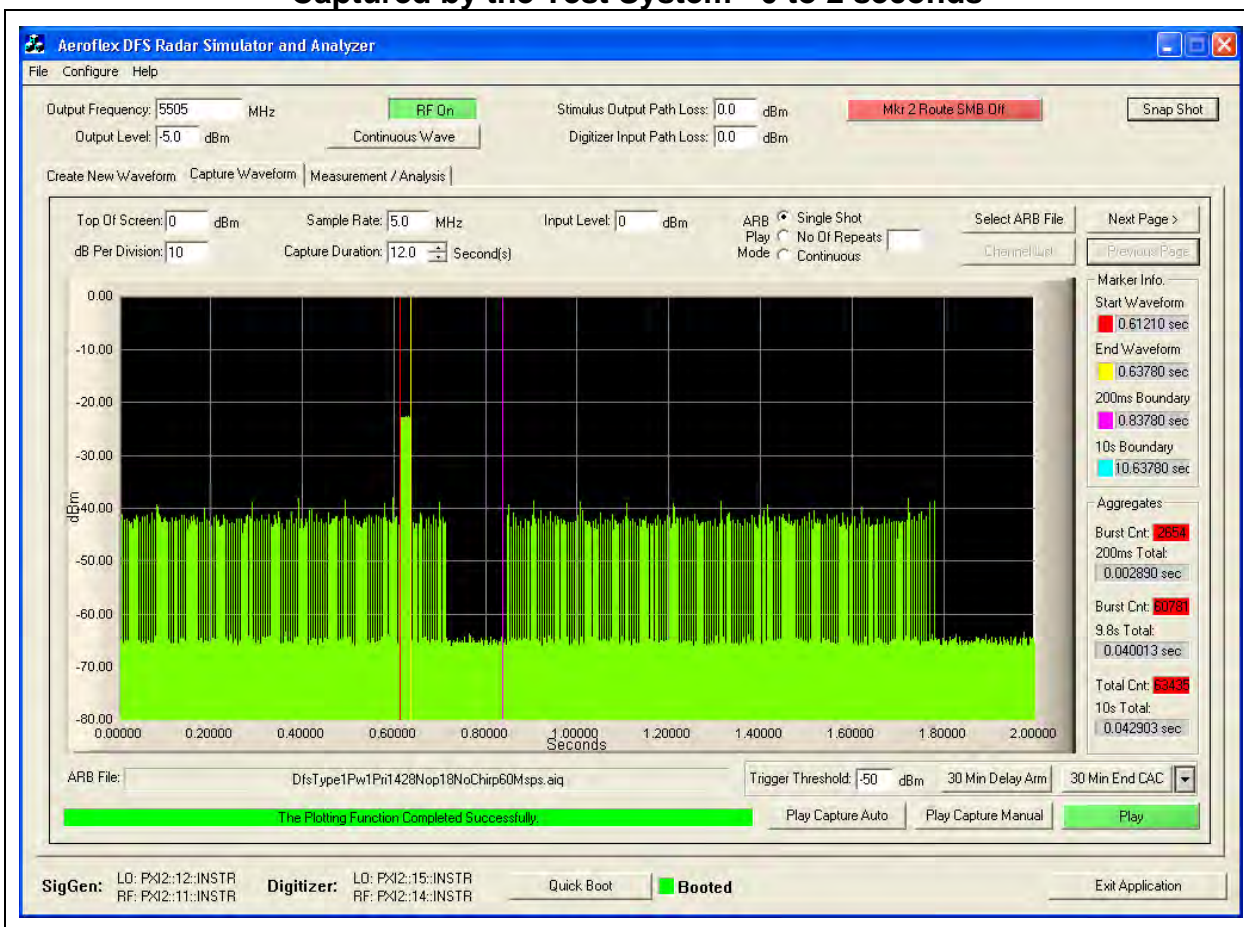 Captured by the Test System - 0 to 2 seconds
Aeroflex DFS Radar Simulator and Analyzer
File Configure Help
Output Frequency: 5505 MHz RF On Stimulus Output Path Loss: 0.0 dBm Mkr 2 Route SMB Off Snap Shot
Output Level: -5.0 dBm Continuous Wave Digitizer Input Path Loss: 0.0 dBm
Create New Waveform Capture Waveform Measurement / Analysis
Top Of Screen: 0 dBm Sample Rate: 5.0 MHz Input Level: 0 dBm ARB Play Mode Single Shot Select ARB File Next Page >
No Of Repeats
dB Per Division: 10 Capture Duration: 12.0 Second(s) Continuous Channel List Previous Page
Marker Info.
Start Waveform
0.61210 sec
End Waveform
0.63780 sec
200ms Boundary
0.83780 sec
10s Boundary
10.63780 sec
Aggregates
Burst Cnt: 2654
200ms Total:
0.002890 sec
Burst Cnt: 60781
9.8s Total:
0.040013 sec
Total Cnt: 63435
10s Total:
0.042903 sec
0.00
-10.00
-20.00
-30.00
-40.00
-50.00
-60.00
-70.00
-80.00
dBm
0.00000 0.20000 0.40000 0.60000 0.80000 1.00000 1.20000 1.40000 1.60000 1.80000 2.00000
Seconds
ARB File: DfsType1Pw1Pri1428Nop18NoChirp60Msps.aiq Trigger Threshold: -50 dBm 30 Min Delay Arm 30 Min End CAC
The Plotting Function Completed Successfully. Play Capture Auto Play Capture Manual Play
SigGen: LO: PXI2::12::INSTR Digitizer: LO: PXI2::15::INSTR Quick Boot Booted Exit Application
RF: PXI2::11::INSTR RF: PXI2::14::INSTR